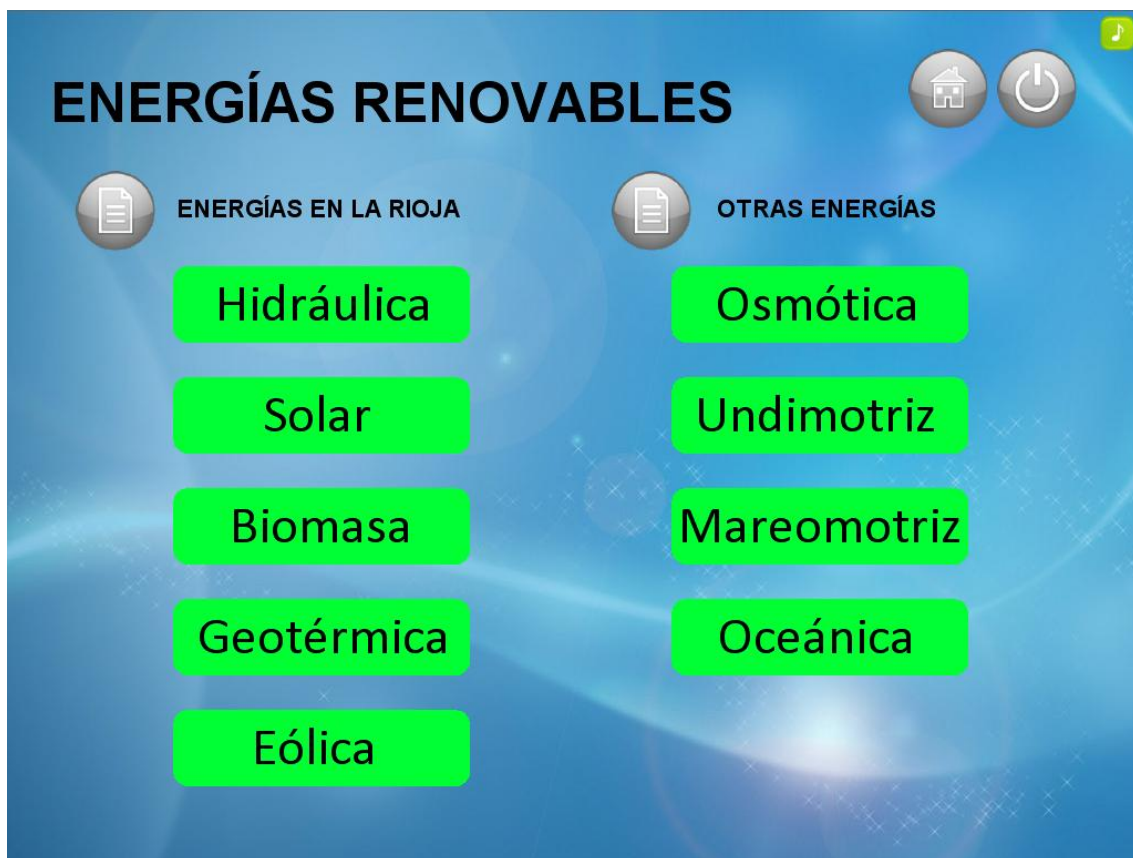 ENERGÍAS RENOVABLES
ENERGÍAS EN LA RIOJA
Hidráulica
Solar
Biomasa
Geotérmica
Eólica
OTRAS ENERGÍAS
Osmótica
Undimotriz
Mareomotriz
Oceánica